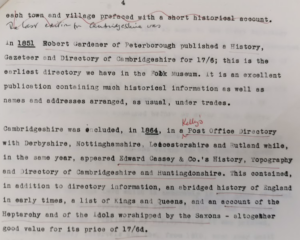 4
each town and village prefaced with a short historical account.
for Cambridgeshire was
In 1851 Robert Gardener of Peterborough published a History,
Gazeteer and Directory of Cambridgeshire for 17/6; this is the
earliest directory we have in the Folk Museum. It is an excellent
publication containing much historical information as well as
names and addresses arranged, as usual, under trades.
Kelly's
Cambridgeshire was included, in 1864, in a Post Office Directory
with Derbyshire, Nottinghamshire, Leicestershire and Rutland while,
in the same year, appeared Edward Cassey & Co.'s History, Topography
and Directory of Cambridgeshire and Huntingdonshire. This contained,
in addition to directory information, an abridged history of England
in early times, a list of Kings and Queens, and an account of the
Heptarchy and of the Idols worshipped by the Saxons - altogether
good value for its price of 17/6d.